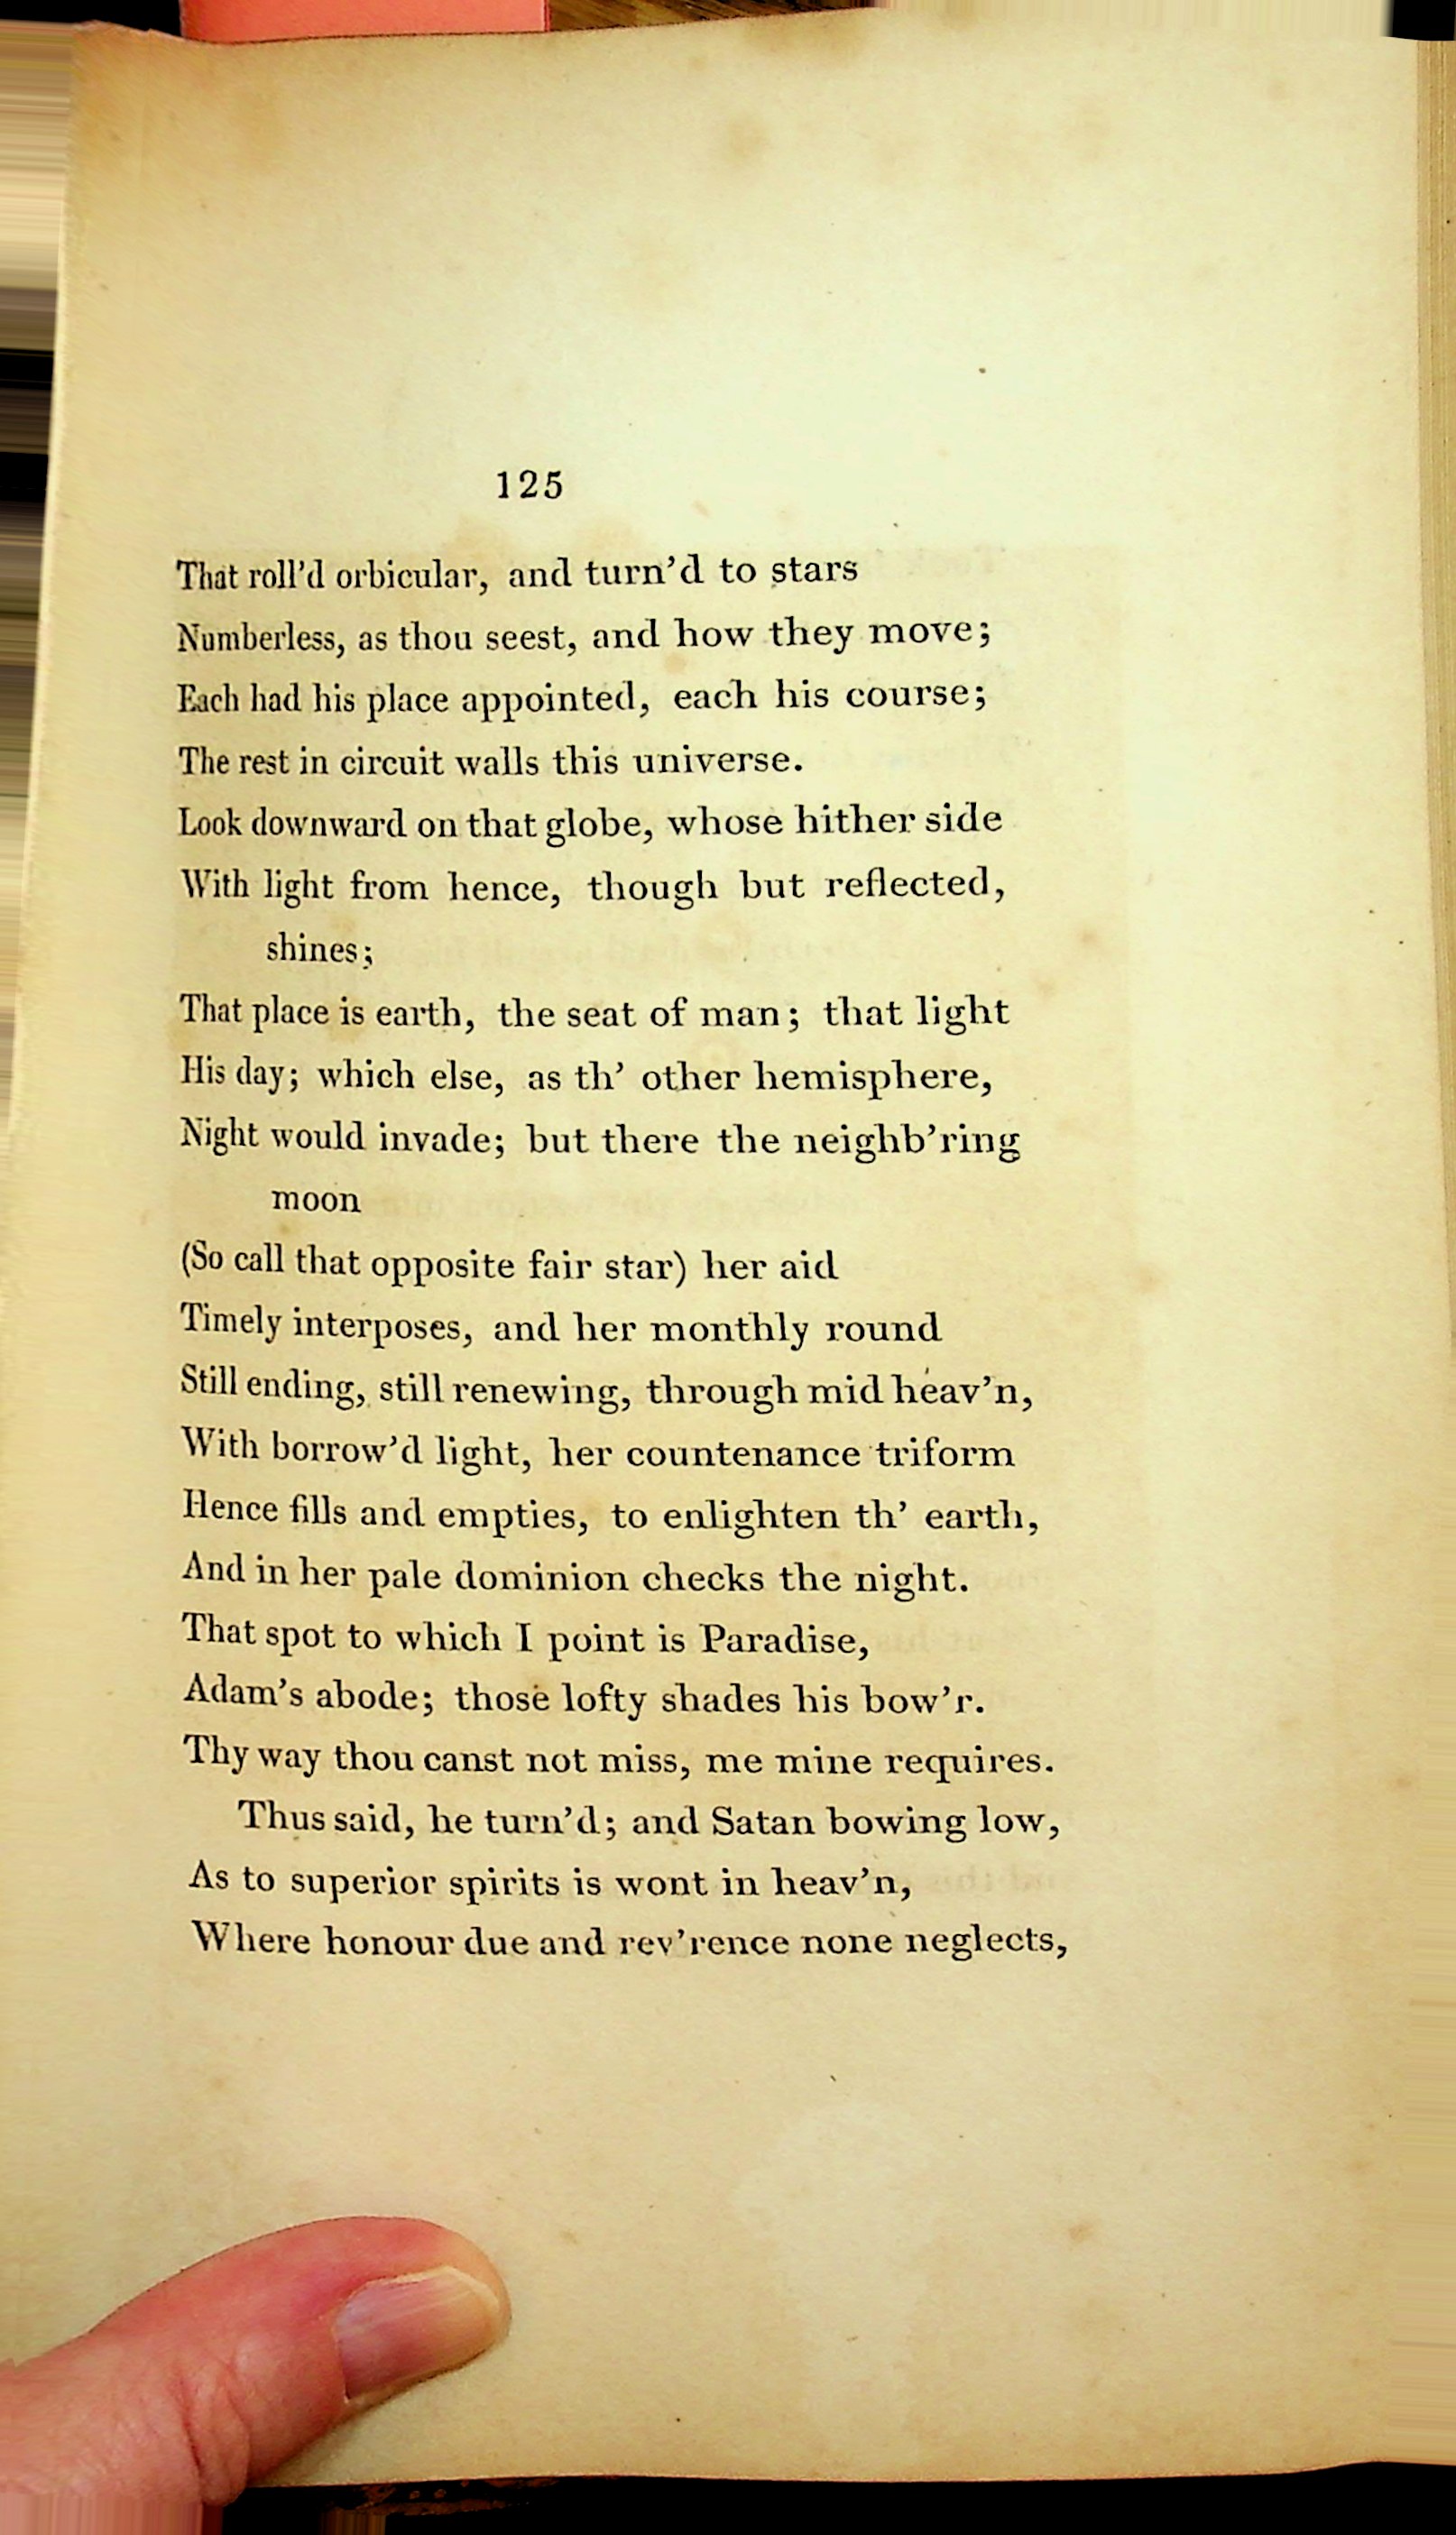 125
That roll'd orbicular, and turn'd to stars
Numberless, as thou seest, and how they move;
Each had his place appointed, each his course;
The rest in circuit walls this universe.
Look downward on that globe, whose hither side
With light from hence, though but reflected,
shines;
That place is earth, the seat of man; that light
His day; which else, as th' other hemisphere,
Night would invade; but there the neighb'ring
moon
(So call that opposite fair star) her aid
Timely interposes, and her monthly round
Still ending, still renewing, through mid heav'n,
With borrow'd light, her countenance triform
Hence fills and empties, to enlighten th' earth,
And in her pale dominion checks the night.
That spot to which I point is Paradise,
Adam's abode; those lofty shades his bow'r.
Thy way thou canst not miss, me mine requires.
Thus said, he turn'd; and Satan bowing low,
As to superior spirits is wont in heav'n,
Where honour due and rev'rence none neglects,